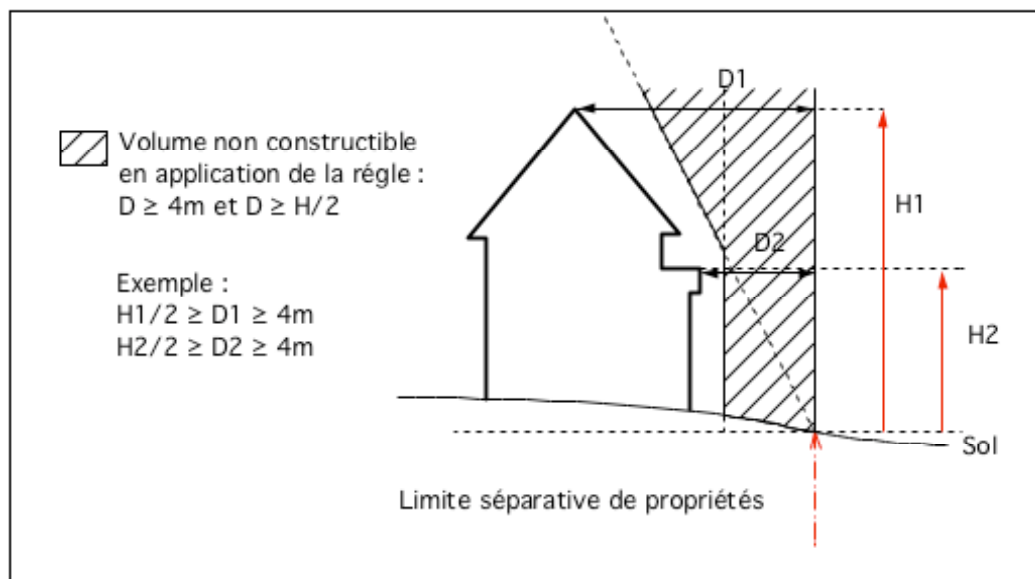 Volume non constructible
en application de la régle :
D ≥ 4m et D ≥ H/2
Exemple :
H1/2 ≥ D1 ≥ 4m
H2/2 ≥ D2 ≥ 4m
D1
H1
D2
H2
Sol
Limite séparative de propriétés